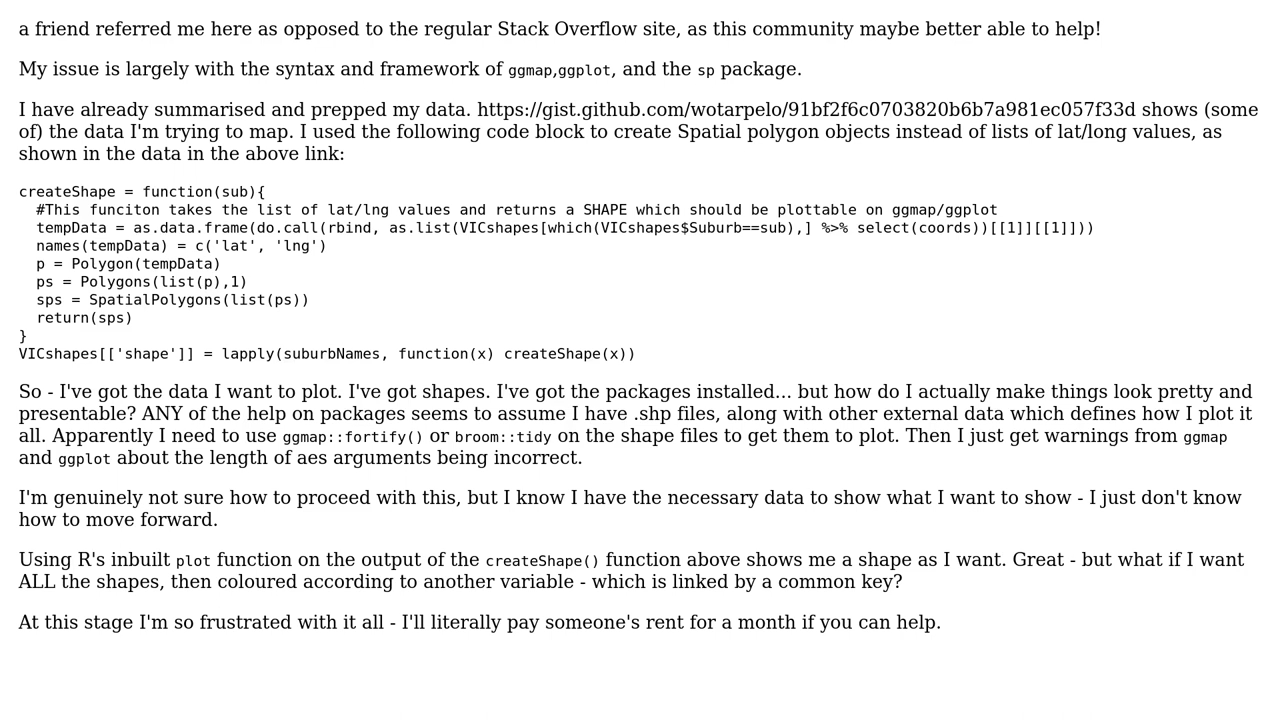 a friend referred me here as opposed to the regular Stack Overflow site, as this community maybe better able to help!
My issue is largely with the syntax and framework of ggmap,ggplot, and the sp package.
I have already summarised and prepped my data. https://gist.github.com/wotarpelo/91bf2f6c0703820b6b7a981ec057f33d shows (some
of) the data I'm trying to map. I used the following code block to create Spatial polygon objects instead of lists of lat/long values, as
shown in the data in the above link:
createShape = function(sub){
  #This funciton takes the list of lat/lng values and returns a SHAPE which should be plottable on ggmap/ggplot
  tempData = as.data.frame(do.call(rbind, as.list(VICshapes[which(VICshapes$Suburb==sub),] %>% select(coords))[[1]][[1]]))
  names(tempData) = c('lat', 'lng')
  p = Polygon(tempData)
  ps = Polygons(list(p),1)
  sps = SpatialPolygons(list(ps))
  return(sps)
}
VICshapes[['shape']] = lapply(suburbNames, function(x) createShape(x))
So - I've got the data I want to plot. I've got shapes. I've got the packages installed... but how do I actually make things look pretty and
presentable? ANY of the help on packages seems to assume I have .shp files, along with other external data which defines how I plot it
all. Apparently I need to use ggmap::fortify() or broom::tidy on the shape files to get them to plot. Then I just get warnings from ggmap
and ggplot about the length of aes arguments being incorrect.
I'm genuinely not sure how to proceed with this, but I know I have the necessary data to show what I want to show - I just don't know
how to move forward.
Using R's inbuilt plot function on the output of the createShape() function above shows me a shape as I want. Great - but what if I want
ALL the shapes, then coloured according to another variable - which is linked by a common key?
At this stage I'm so frustrated with it all - I'll literally pay someone's rent for a month if you can help.